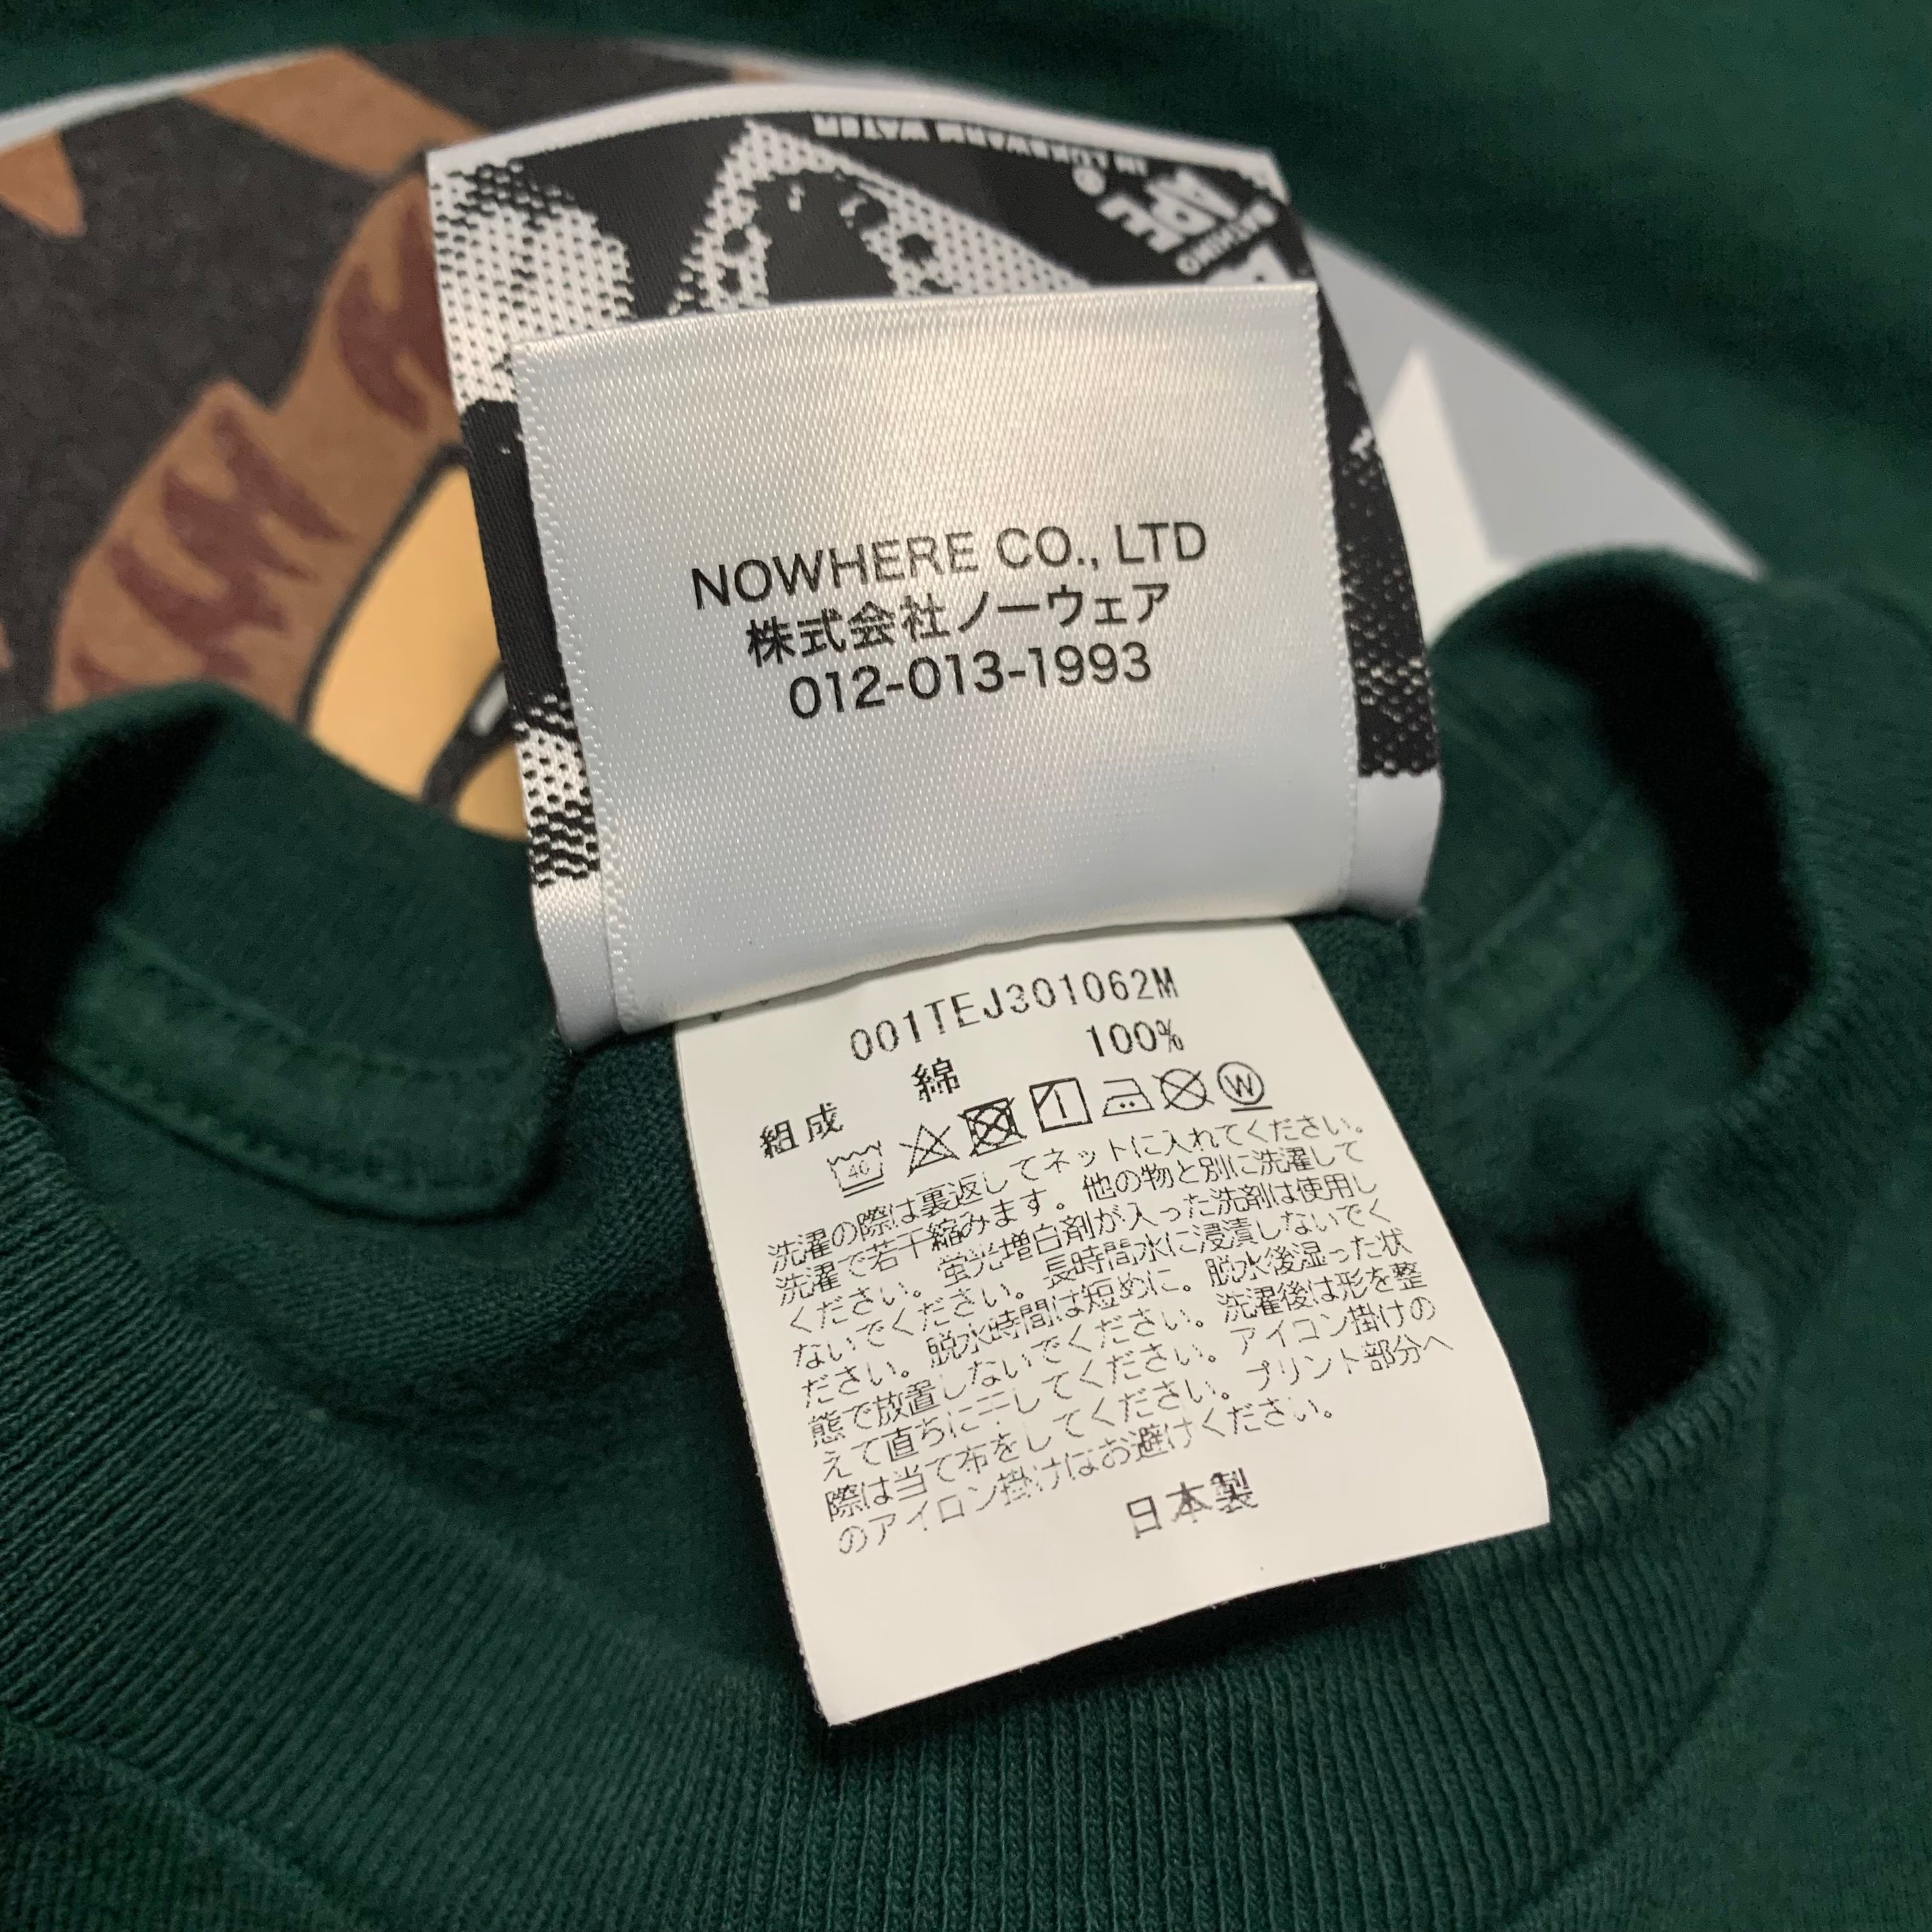 IN LUKEWARM WATER
BATHING
APE®
NOWHERE CO., LTD
株式会社ノーウェア
012-013-1993
001TEJ301062M
組成 綿 100%
40
W
洗濯の際は裏返してネットに入れてください。
洗濯で若干縮みます。他の物と別に洗濯して
ください。蛍光増白剤が入った洗剤は使用し
ないでください。長時間水に浸漬しないでく
ださい。脱水時間は短めに。脱水後湿った状
態で放置しないでください。洗濯後は形を整
えて直ちに干してください。アイロン掛けの
際は当て布をしてください。プリント部分へ
のアイロン掛けはお避けください。
日本製